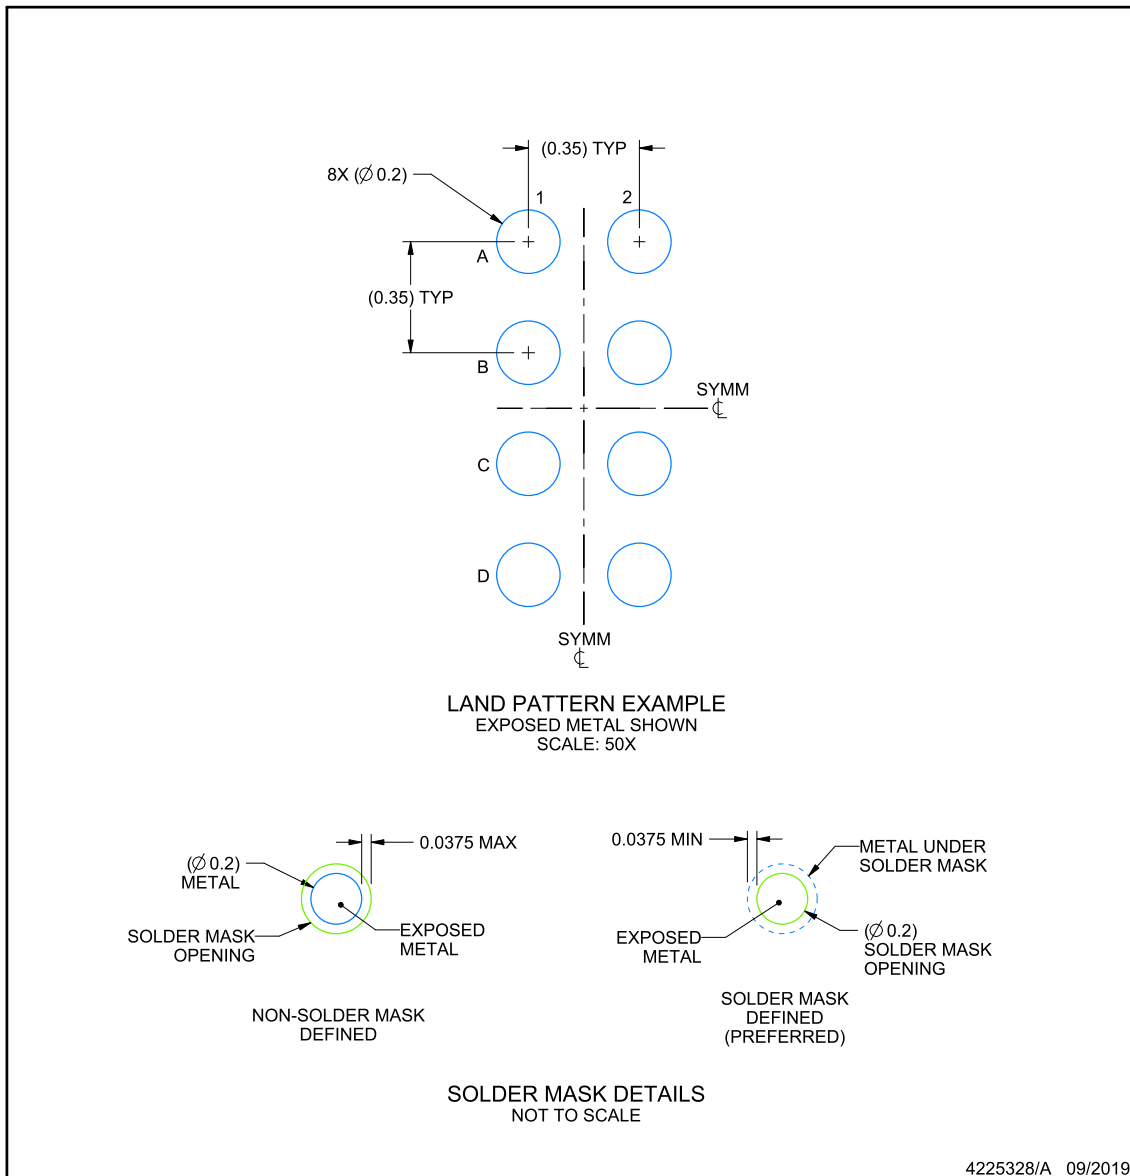 (0.35) TYP
8X (∅ 0.2)
1
2
A
(0.35) TYP
B
SYMM
℄
C
D
SYMM
℄
LAND PATTERN EXAMPLE
EXPOSED METAL SHOWN
SCALE: 50X
0.0375 MAX
(∅ 0.2)
METAL
EXPOSED
METAL
SOLDER MASK
OPENING
NON-SOLDER MASK
DEFINED
0.0375 MIN
METAL UNDER
SOLDER MASK
EXPOSED
METAL
(∅ 0.2)
SOLDER MASK
OPENING
SOLDER MASK
DEFINED
(PREFERRED)
SOLDER MASK DETAILS
NOT TO SCALE
4225328/A 09/2019